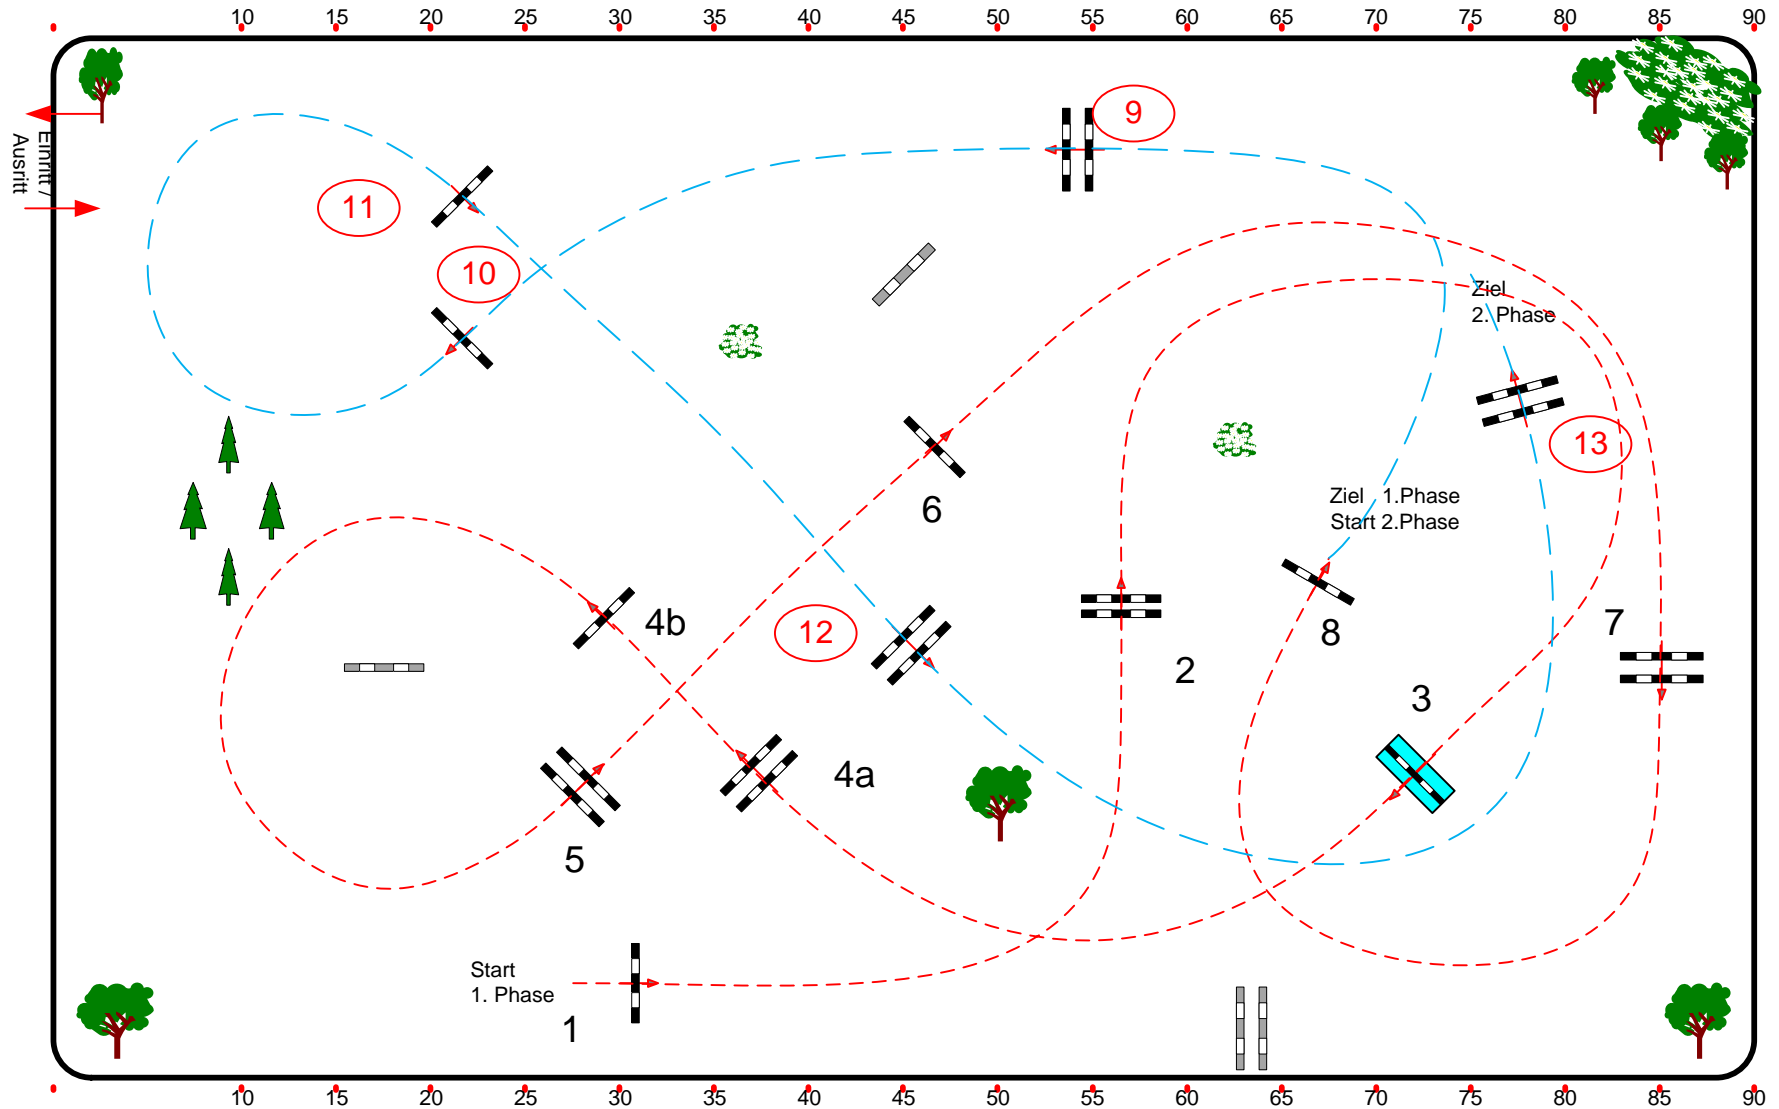 10 15 20 25 30 35 40 45 50 55 60 65 70 75 80 85 90
9
Einritt /
Ausritt
11
10
Ziel
2. Phase
13
6
Ziel 1.Phase
Start 2.Phase
4b
12
8
7
2
3
4a
5
Start
1. Phase
1
10 15 20 25 30 35 40 45 50 55 60 65 70 75 80 85 90